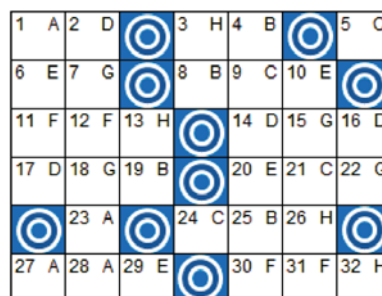 1 A 2 D 3 H 4 B 5
6 E 7 G 8 B 9 C 10 E
11 F 12 F 13 H 14 D 15 G 16
17 D 18 G 19 B 20 E 21 C 22
23 A 24 C 25 B 26 H
27 A 28 A 29 E 30 F 31 F 32 H